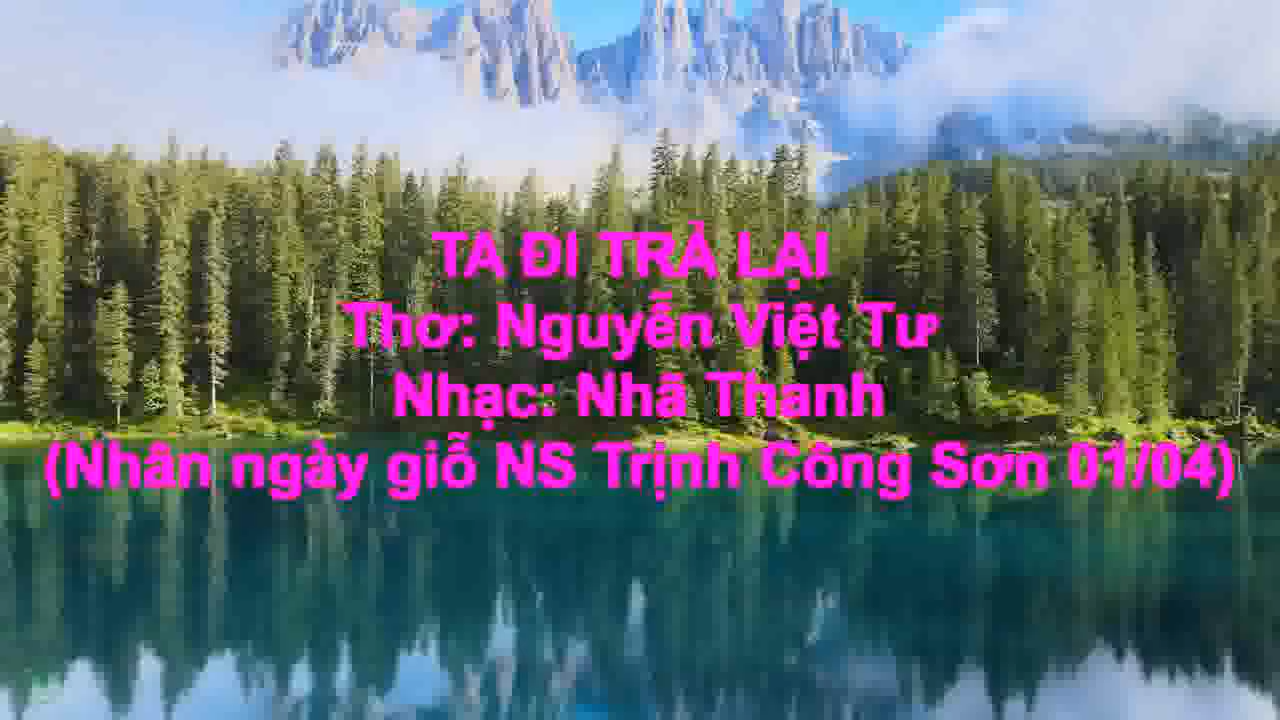 TA ĐI TRẢ LẠI
Thơ: Nguyễn Việt Tư
Nhạc: Nhã Thanh
(Nhân ngày giỗ NS Trịnh Công Sơn 01/04)